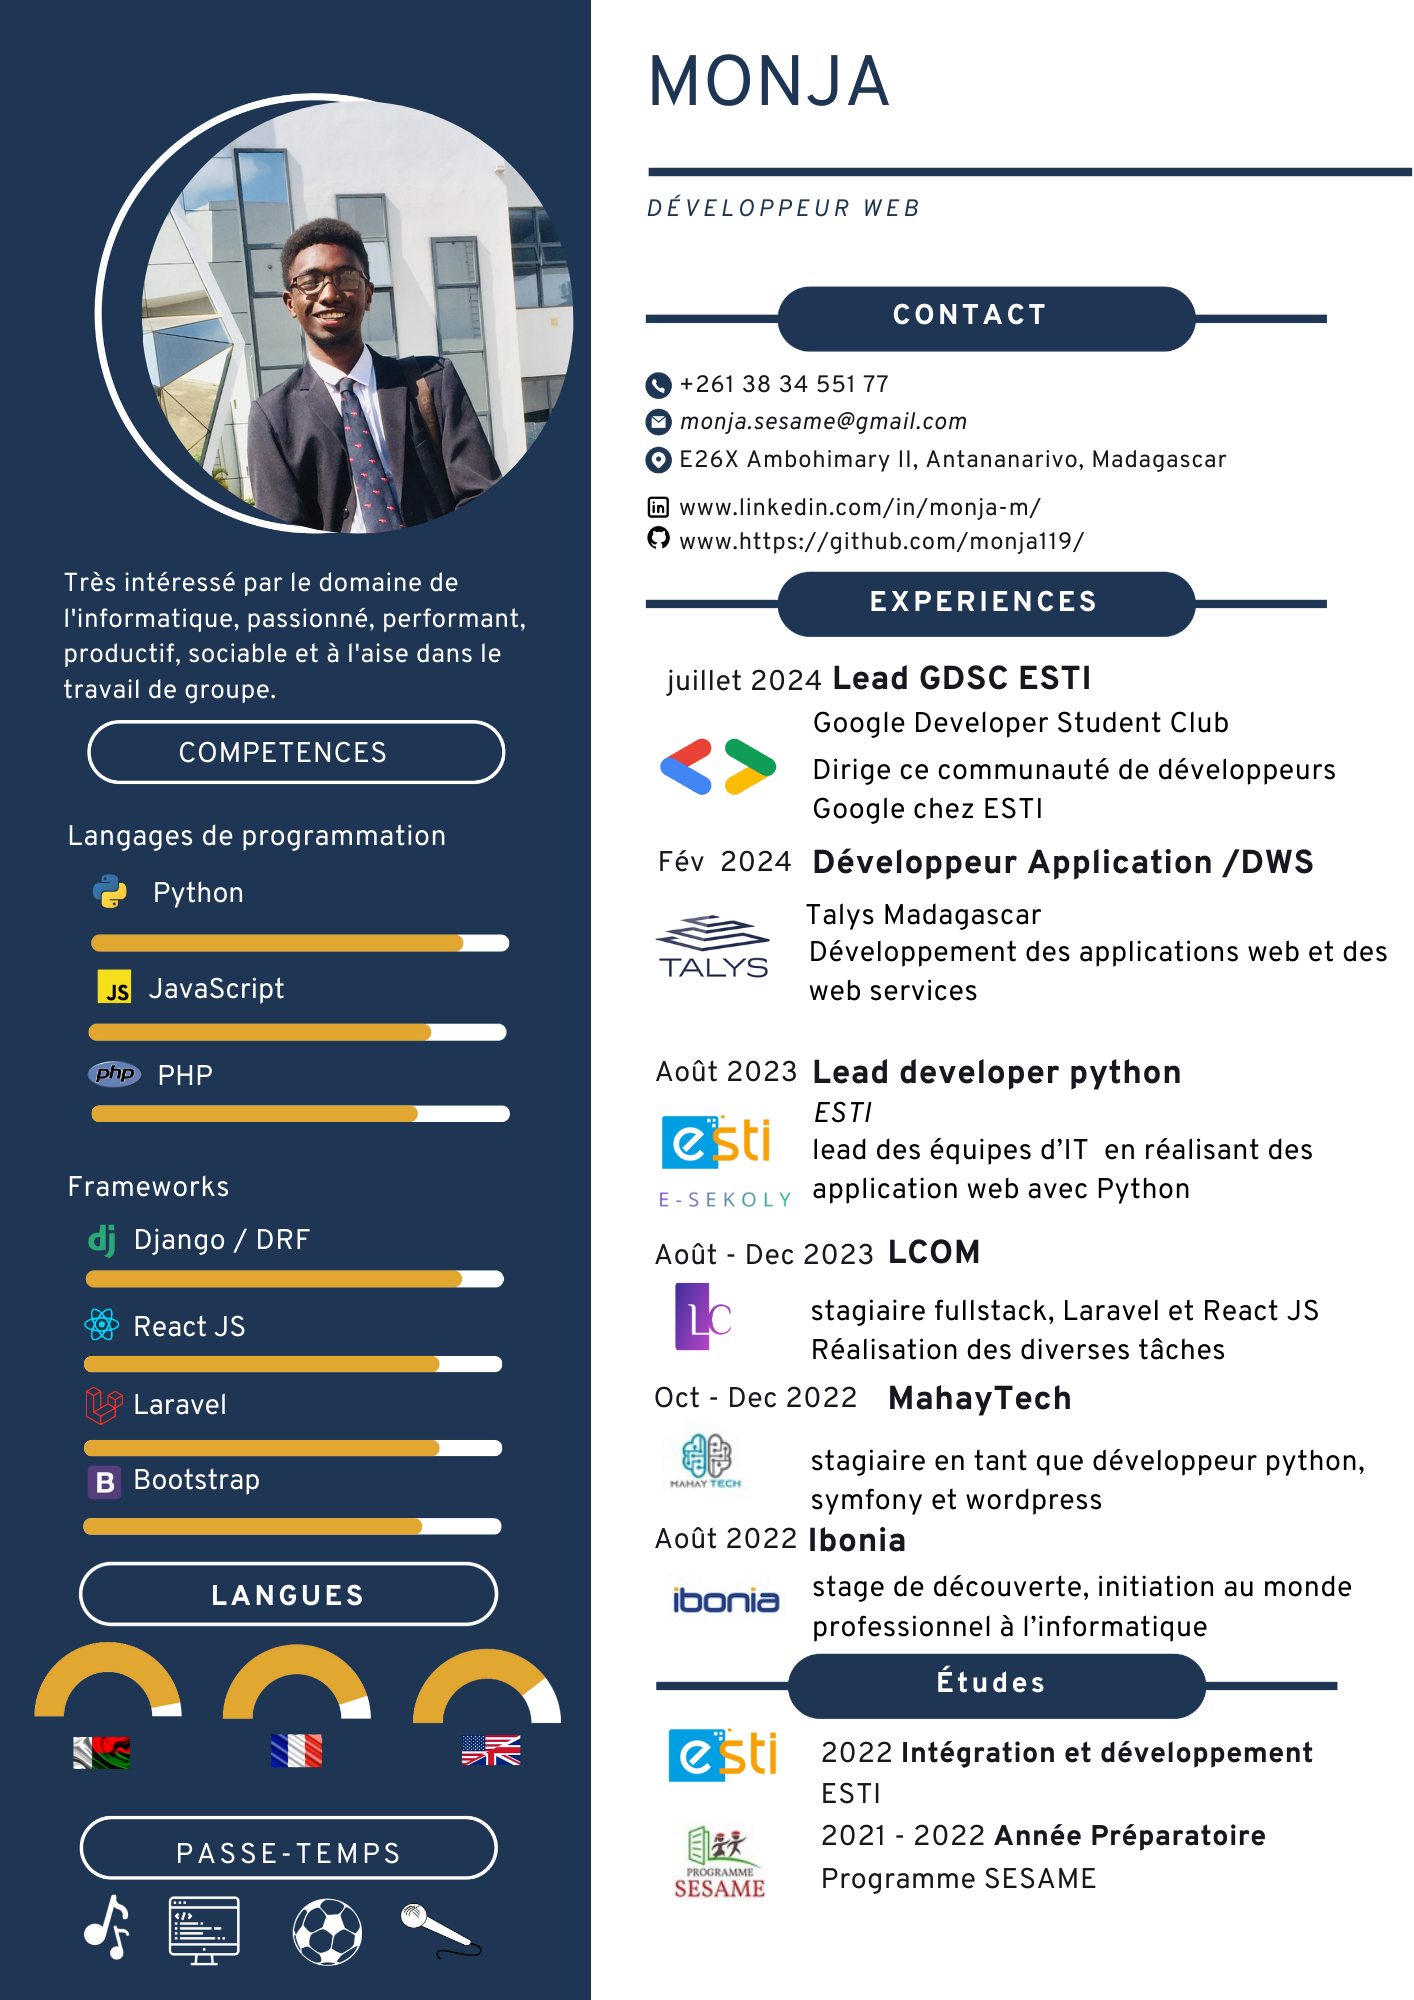 MONJA
DÉVELOPPEUR WEB
Très intéressé par le domaine de
l'informatique, passionné, performant,
productif, sociable et à l'aise dans le
travail de groupe.
COMPETENCES
Langages de programmation
Python
JS JavaScript
php PHP
Frameworks
dj Django / DRF
React JS
Laravel
B Bootstrap
LANGUES
PASSE-TEMPS
CONTACT
+261 38 34 551 77
monja.sesame@gmail.com
E26X Ambohimary II, Antananarivo, Madagascar
in www.linkedin.com/in/monja-m/
www.https://github.com/monja119/
EXPERIENCES
juillet 2024 Lead GDSC ESTI
Google Developer Student Club
Dirige ce communauté de développeurs
Google chez ESTI
Fév 2024 Développeur Application /DWS
TALYS
Talys Madagascar
Développement des applications web et des
web services
Août 2023 Lead developer python
esti
E-SEKOLY
ESTI
lead des équipes d’IT en réalisant des
application web avec Python
Août - Dec 2023 LCOM
LC
stagiaire fullstack, Laravel et React JS
Réalisation des diverses tâches
Oct - Dec 2022 MahayTech
MAHAY TECH
stagiaire en tant que développeur python,
symfony et wordpress
Août 2022 Ibonia
ibonia
stage de découverte, initiation au monde
professionnel à l’informatique
Études
esti
2022 Intégration et développement
ESTI
2021 - 2022 Année Préparatoire
Programme SESAME
PROGRAMME
SESAME